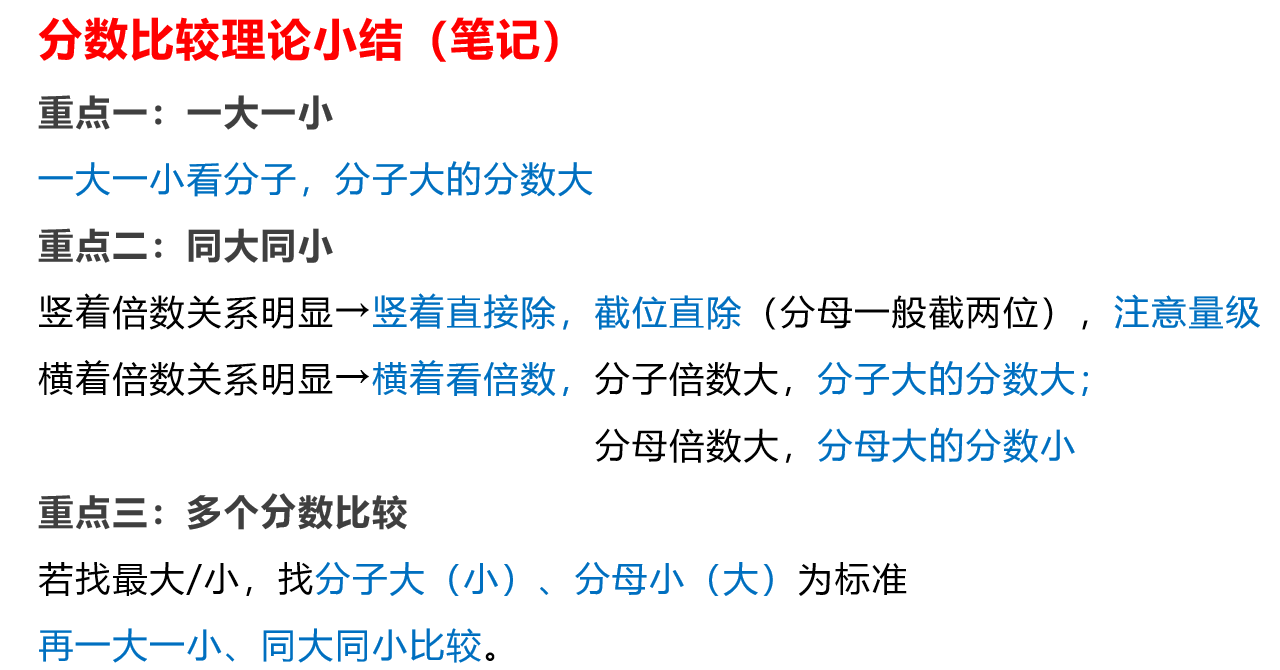 分数比较理论小结（笔记）
重点一：一大一小
一大一小看分子，分子大的分数大
重点二：同大同小
竖着倍数关系明显→竖着直接除，截位直除（分母一般截两位），注意量级
横着倍数关系明显→横着看倍数，分子倍数大，分子大的分数大；
分母倍数大，分母大的分数小
重点三：多个分数比较
若找最大/小，找分子大（小）、分母小（大）为标准
再一大一小、同大同小比较。